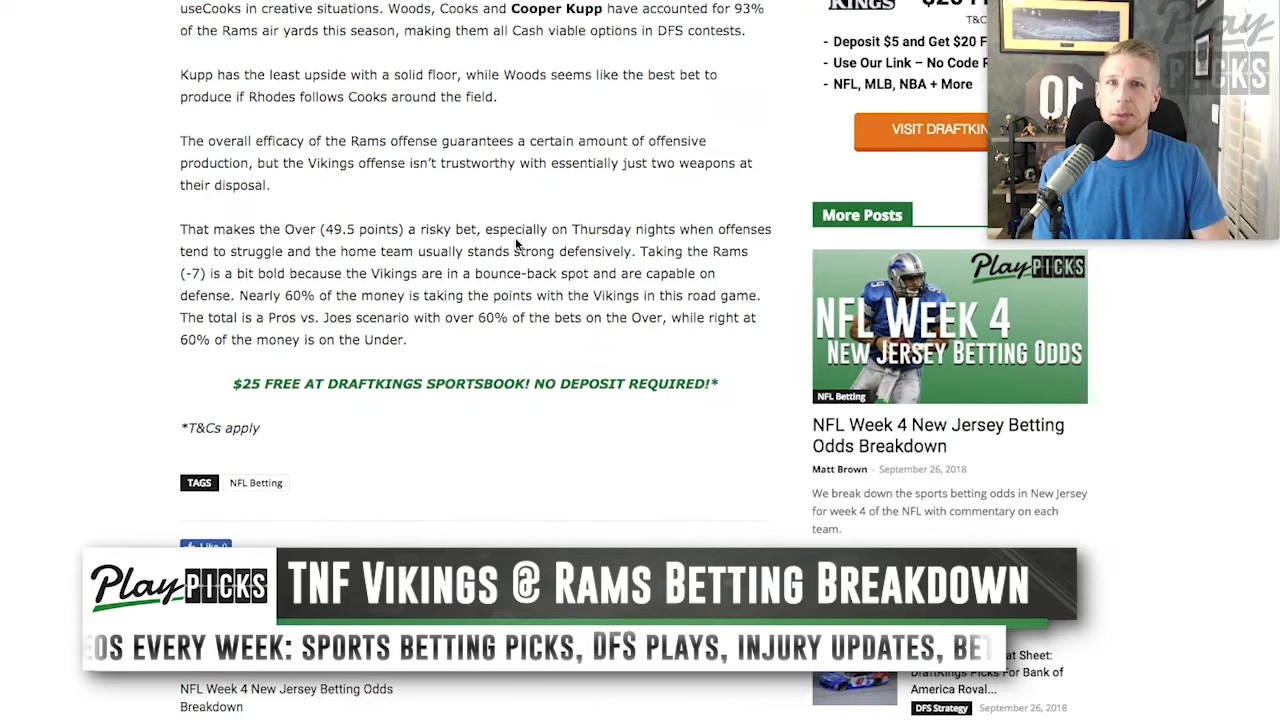 useCooks in creative situations. Woods, Cooks and Cooper Kupp have accounted for 93%
of the Rams air yards this season, making them all Cash viable options in DFS contests.
Kupp has the least upside with a solid floor, while Woods seems like the best bet to
produce if Rhodes follows Cooks around the field.
The overall efficacy of the Rams offense guarantees a certain amount of offensive
production, but the Vikings offense isn't trustworthy with essentially just two weapons at
their disposal.
That makes the Over (49.5 points) a risky bet, especially on Thursday nights when offenses
tend to struggle and the home team usually stands strong defensively. Taking the Rams
(-7) is a bit bold because the Vikings are in a bounce-back spot and are capable on
defense. Nearly 60% of the money is taking the points with the Vikings in this road game.
The total is a Pros vs. Joes scenario with over 60% of the bets on the Over, while right at
60% of the money is on the Under.
$25 FREE AT DRAFTKINGS SPORTSBOOK! NO DEPOSIT REQUIRED!*
*T&Cs apply
TAGS NFL Betting
Like 0
NFL Week 4 New Jersey Betting Odds
Breakdown
KINGS
T&C
- Deposit $5 and Get $20 F
- Use Our Link – No Code R
- NFL, MLB, NBA + More
VISIT DRAFTKIN
Play PICKS
10
More Posts
Play PICKS
NFL WEEK 4
NEW JERSEY BETTING ODDS
NFL Betting
NFL Week 4 New Jersey Betting
Odds Breakdown
Matt Brown - September 26, 2018
We break down the sports betting odds in New Jersey
for week 4 of the NFL with commentary on each
team.
at Sheet:
DraftKings Picks For Bank of
America Roval...
DFS Strategy September 26, 2018
Play PICKS
TNF VIKINGS @ RAMS BETTING BREAKDOWN
EOS EVERY WEEK: SPORTS BETTING PICKS, DFS PLAYS, INJURY UPDATES, BET